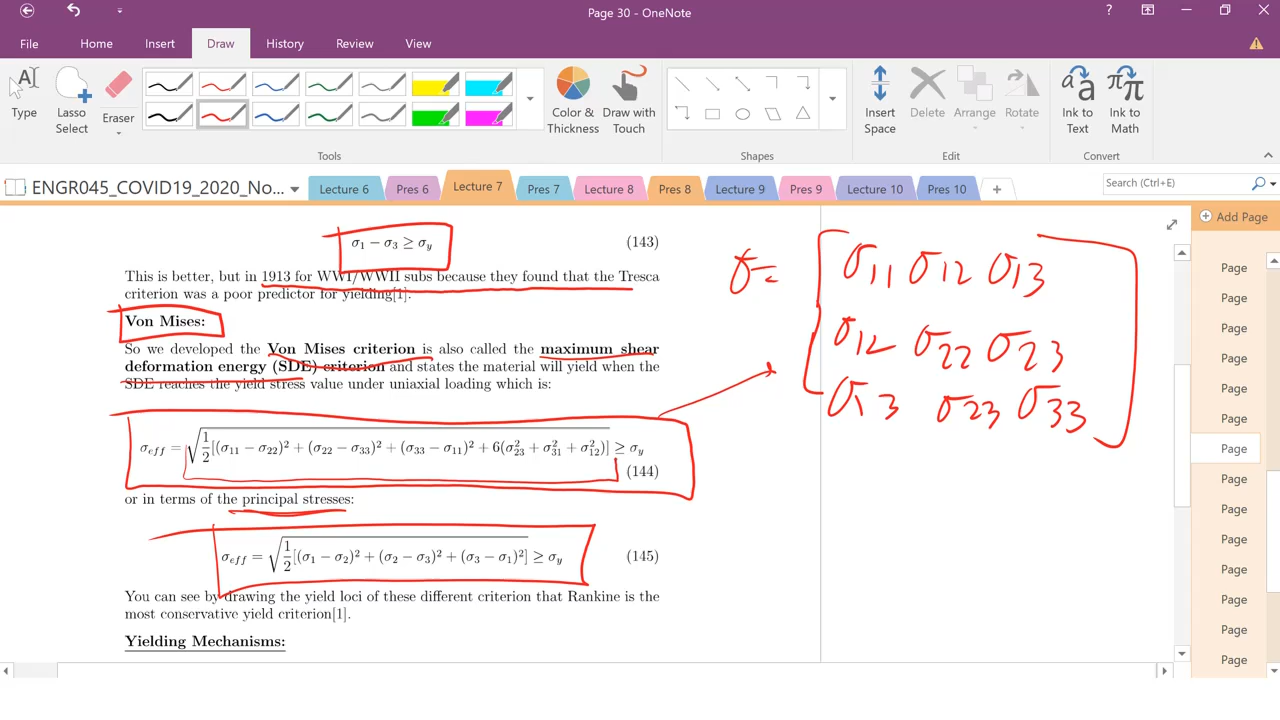 Page 30 - OneNote
?
File Home Insert Draw History Review View
Type
Lasso Select
Eraser
Color & Thickness
Draw with Touch
Insert Space
Delete
Arrange
Rotate
Ink to Text
Ink to Math
Tools
Shapes
Edit
Convert
ENGR045_COVID19_2020_No...
Lecture 6 Pres 6 Lecture 7 Pres 7 Lecture 8 Pres 8 Lecture 9 Pres 9 Lecture 10 Pres 10 +
Search (Ctrl+E)
Add Page
σ₁ − σ₃ ≥ σ_y (143)
This is better, but in 1913 for WWI/WWII subs because they found that the Tresca
criterion was a poor predictor for yielding[1].
Von Mises:
So we developed the Von Mises criterion is also called the maximum shear
deformation energy (SDE) criterion and states the material will yield when the
SDE reaches the yield stress value under uniaxial loading which is:
σ_eff = √(1/2[(σ₁₁ − σ₂₂)² + (σ₂₂ − σ₃₃)² + (σ₃₃ − σ₁₁)² + 6(σ²₂₃ + σ²₃₁ + σ²₁₂)]) ≥ σ_y
(144)
or in terms of the principal stresses:
σ_eff = √(1/2[(σ₁ − σ₂)² + (σ₂ − σ₃)² + (σ₃ − σ₁)²]) ≥ σ_y (145)
You can see by drawing the yield loci of these different criterion that Rankine is the
most conservative yield criterion[1].
Yielding Mechanisms:
σ =
σ11 σ12 σ13
σ12 σ22 σ23
σ13 σ23 σ33
Page
Page
Page
Page
Page
Page
Page
Page
Page
Page
Page
Page
Page
Page